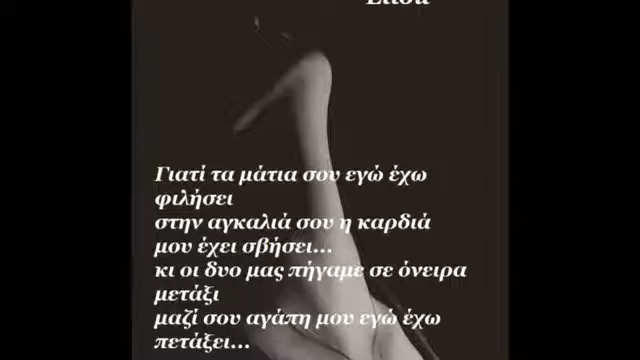 Γιατί τα μάτια σου εγώ έχω
φιλήσει
στην αγκαλιά σου η καρδιά
μου έχει σβήσει...
κι οι δυο μας πήγαμε σε όνειρα
μετάξι
μαζί σου αγάπη μου εγώ έχω
πετάξει...